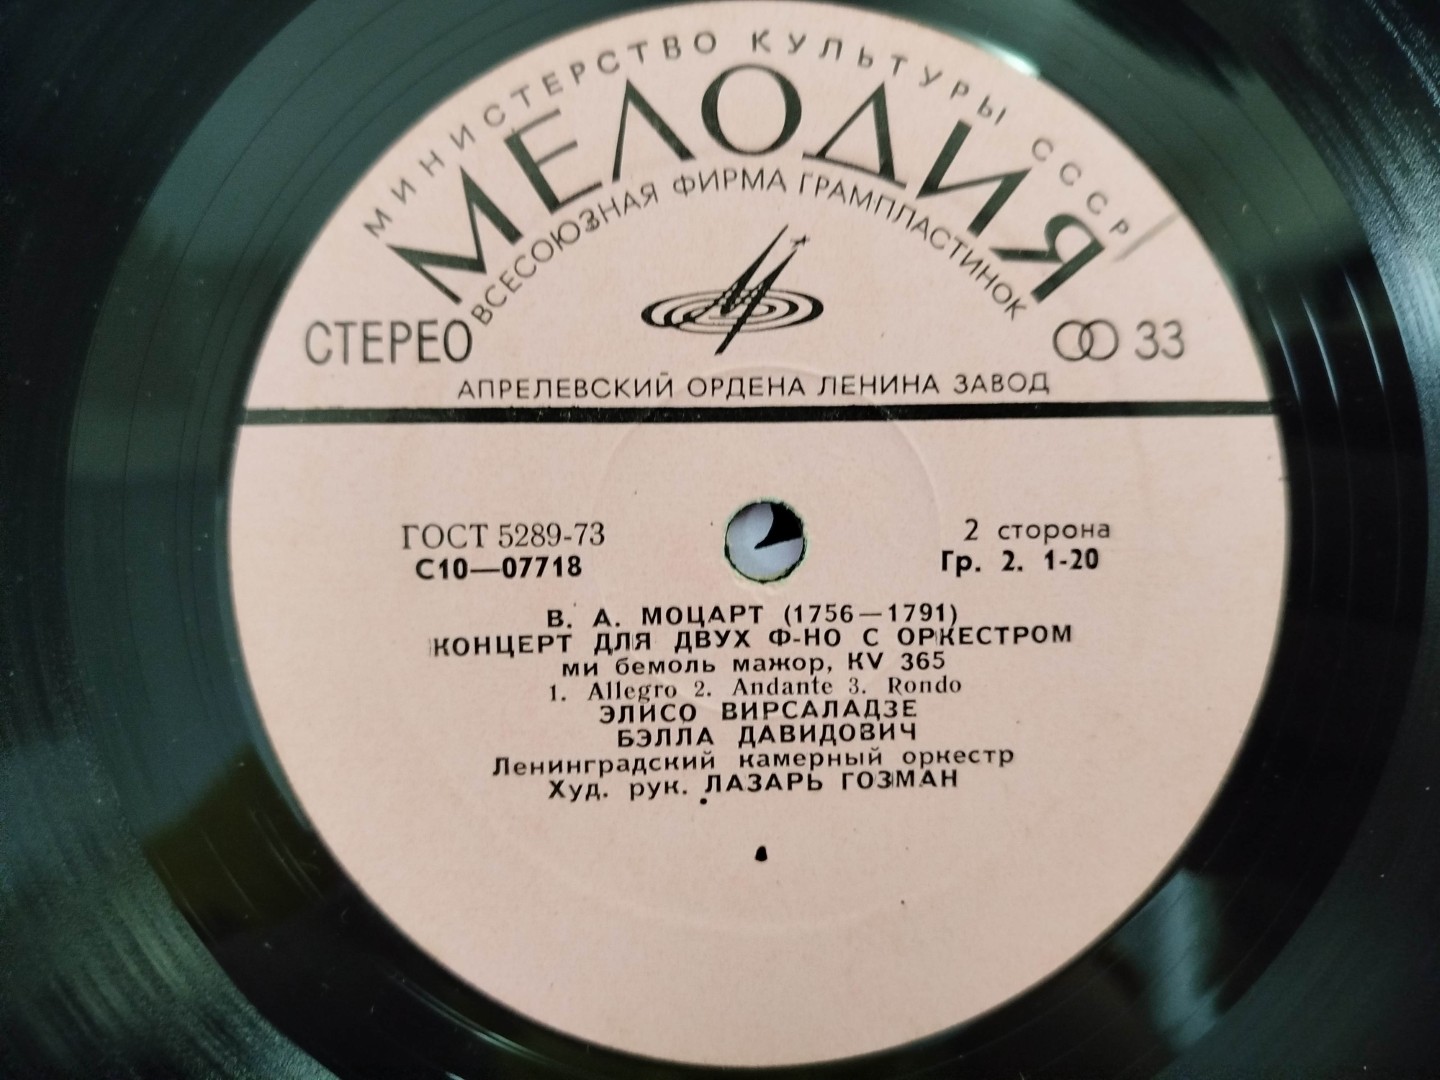 МИНИСТЕРСТВО КУЛЬТУРЫ СССР
МЕЛОДИЯ
ВСЕСОЮЗНАЯ ФИРМА ГРАМПЛАСТИНОК
СТЕРЕО
33
АПРЕЛЕВСКИЙ ОРДЕНА ЛЕНИНА ЗАВОД
ГОСТ 5289-73
2 сторона
С10—07718
Гр. 2. 1-20
В. А. МОЦАРТ (1756—1791)
КОНЦЕРТ ДЛЯ ДВУХ Ф-НО С ОРКЕСТРОМ
ми бемоль мажор, KV 365
1. Allegro 2. Andante 3. Rondo
ЭЛИСО ВИРСАЛАДЗЕ
БЭЛЛА ДАВИДОВИЧ
Ленинградский камерный оркестр
Худ. рук. ЛАЗАРЬ ГОЗМАН